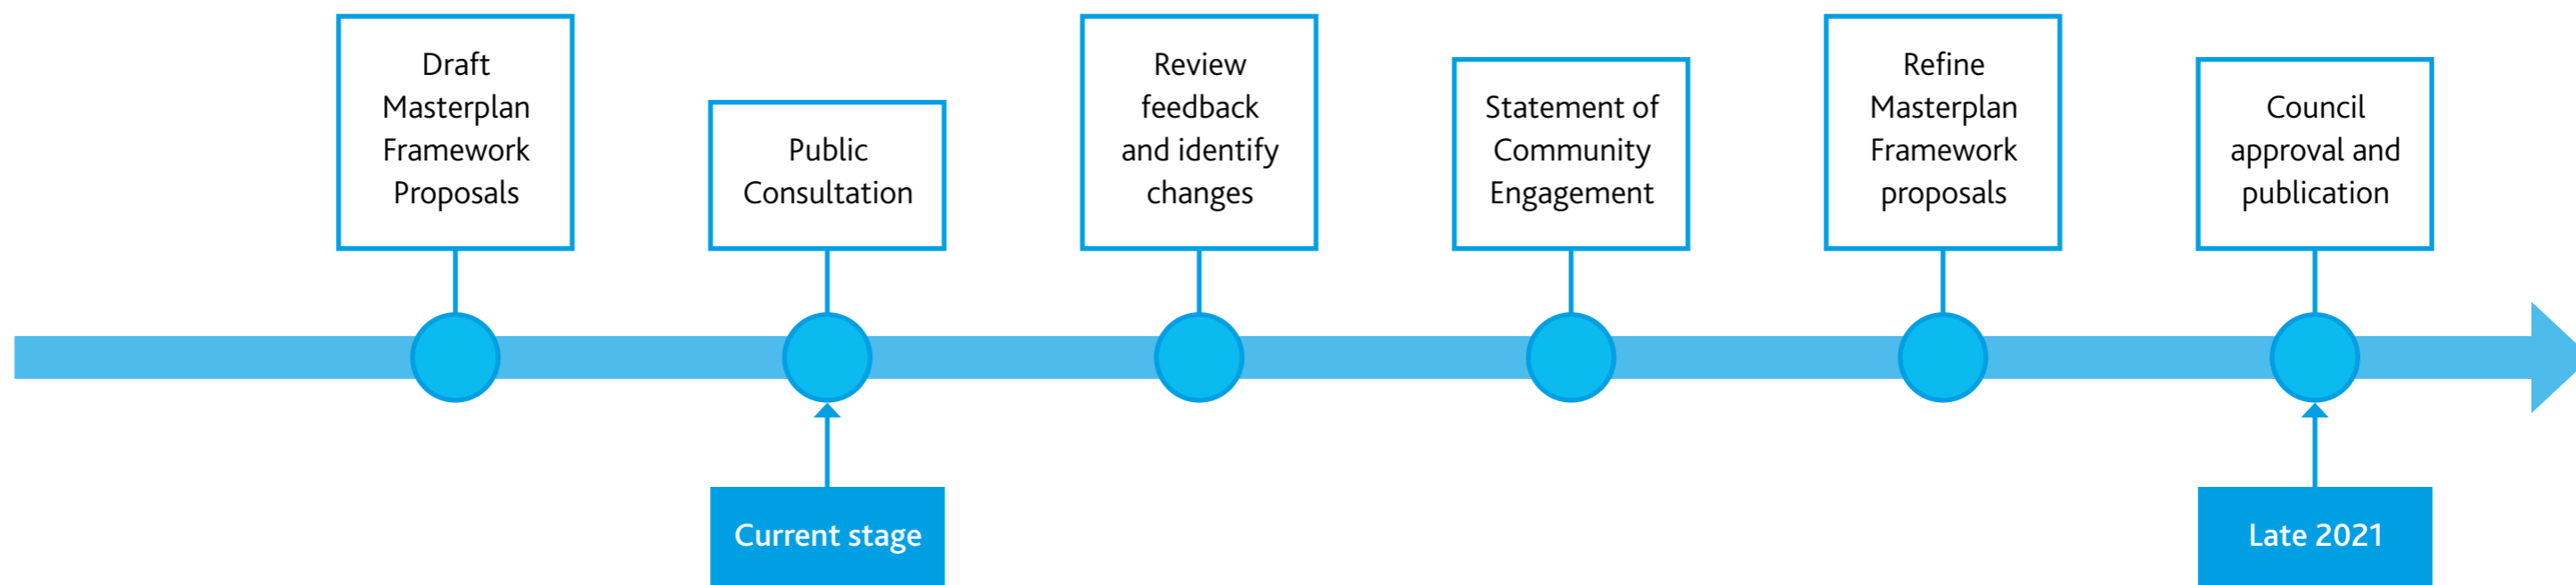 Draft
Masterplan
Framework
Proposals
Public
Consultation
Review
feedback
and identify
changes
Statement of
Community
Engagement
Refine
Masterplan
Framework
proposals
Council
approval and
publication
Current stage
Late 2021